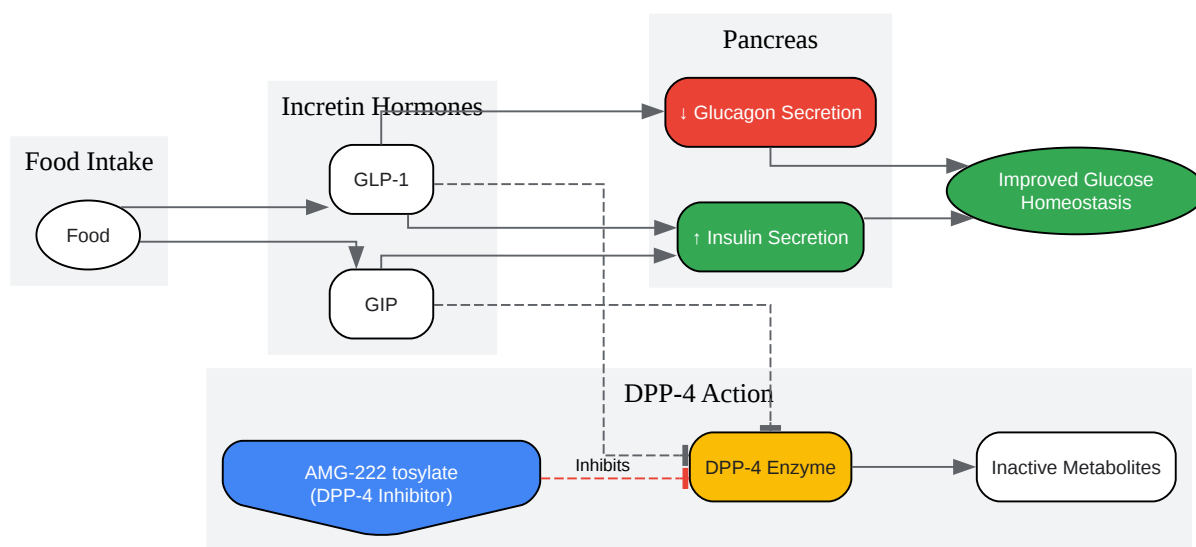 Pancreas
Incretin Hormones
↓ Glucagon Secretion
Food Intake
GLP-1
Improved Glucose
Homeostasis
Food
↑ Insulin Secretion
GIP
DPP-4 Action
AMG-222 tosylate
(DPP-4 Inhibitor)
Inhibits
DPP-4 Enzyme
Inactive Metabolites